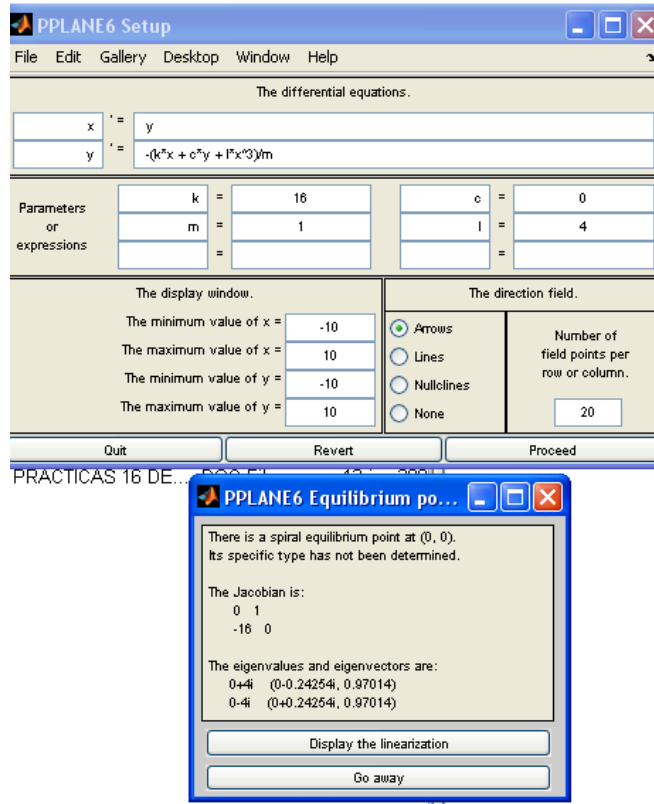 PPLANE6 Setup
File Edit Gallery Desktop Window Help
The differential equations.
x ' = y
y ' = -(k*x + c*y + l*x^3)/m
Parameters or expressions
k = 16 c = 0
m = 1 l = 4
= =
The display window.
The minimum value of x = -10
The maximum value of x = 10
The minimum value of y = -10
The maximum value of y = 10
The direction field.
Arrows
Lines
Nullclines
None
Number of
field points per
row or column.
20
Quit Revert Proceed
PRACTICAS 16 DE...
PPLANE6 Equilibrium po...
There is a spiral equilibrium point at (0, 0).
Its specific type has not been determined.
The Jacobian is:
0 1
-16 0
The eigenvalues and eigenvectors are:
0+4i (0-0.24254i, 0.97014)
0-4i (0+0.24254i, 0.97014)
Display the linearization
Go away